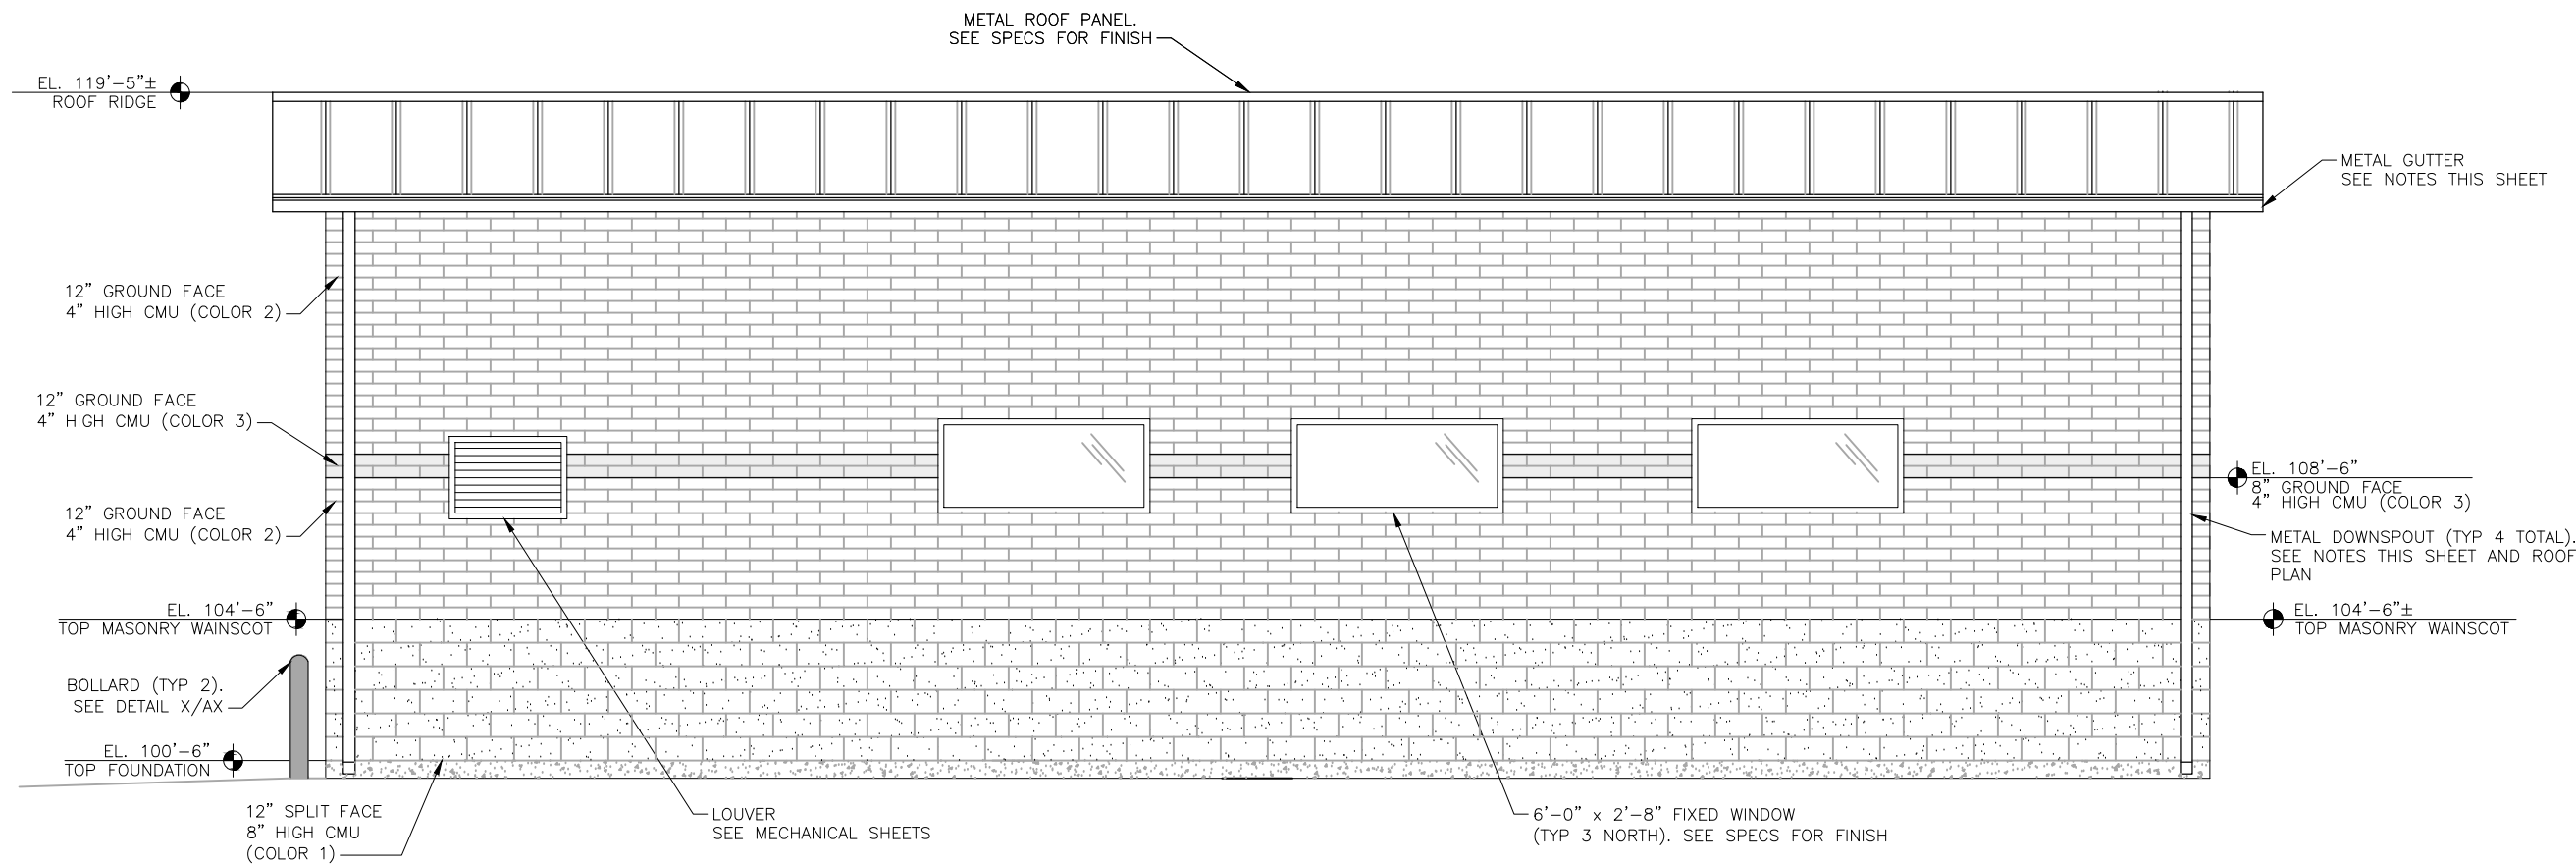 METAL ROOF PANEL.
SEE SPECS FOR FINISH
EL. 119'-5"±
ROOF RIDGE
METAL GUTTER
SEE NOTES THIS SHEET
12" GROUND FACE
4" HIGH CMU (COLOR 2)
12" GROUND FACE
4" HIGH CMU (COLOR 3)
12" GROUND FACE
4" HIGH CMU (COLOR 2)
EL. 108'-6"
8" GROUND FACE
4" HIGH CMU (COLOR 3)
METAL DOWNSPOUT (TYP 4 TOTAL).
SEE NOTES THIS SHEET AND ROOF
PLAN
EL. 104'-6"
TOP MASONRY WAINSCOT
EL. 104'-6"±
TOP MASONRY WAINSCOT
BOLLARD (TYP 2).
SEE DETAIL X/AX
EL. 100'-6"
TOP FOUNDATION
12" SPLIT FACE
8" HIGH CMU
(COLOR 1)
LOUVER
SEE MECHANICAL SHEETS
6'-0" x 2'-8" FIXED WINDOW
(TYP 3 NORTH). SEE SPECS FOR FINISH